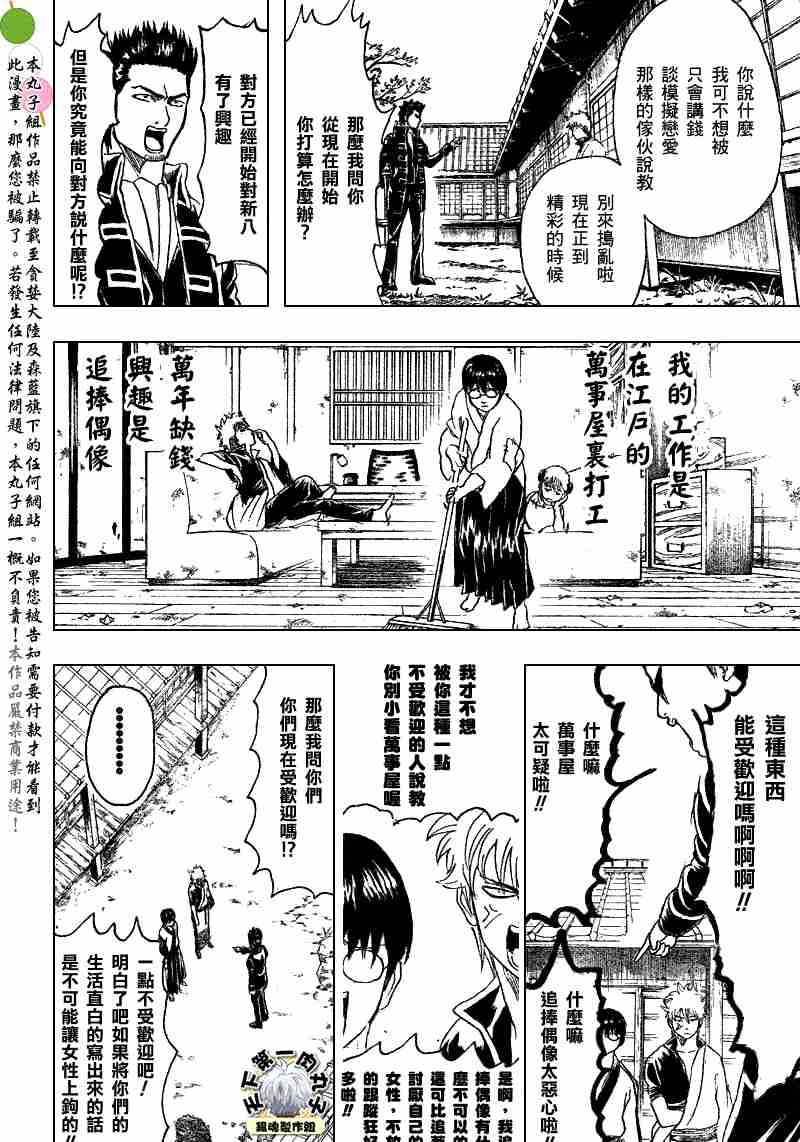 你說什麼
我可不想被
只會講錢
談模擬戀愛
那樣的傢伙說教
別來搗亂啦
現在正到
精彩的時候
那麼我問你
從現在開始
你打算怎麼辦?
對方已經開始對新八
有了興趣
但是你究竟能向對方説什麼呢!?
我的工作是
在江戶的
萬事屋裏打工
萬年缺錢
興趣是
追捧偶像
這種東西
能受歡迎嗎啊啊啊!!
什麼嘛
萬事屋
太可疑啦!!
什麼嘛
追捧偶像太惡心啦!!
我才不想
被你這種一點
不受歡迎的人說教
你別小看萬事屋喔
是啊,我追
捧偶像有什
麼不可以的
還可比追著
討厭自己的
女性,不放
的跟蹤狂好
多啦!!
那麼我問你們
你們現在受歡迎嗎!?
………
一點不受歡迎吧!
明白了吧如果將你們的
生活直白的寫出來的話
是不可能讓女性上鉤的!!
天下第一肉丸子
銀魂製作組
本丸子組作品禁止轉載至貪婪大陸及森藍旗下的任何網站。如果您被告知需要付款才能看到
此漫畫,那麼您被騙了。若發生任何法律問題,本丸子組一概不負責!本作品嚴禁商業用途!